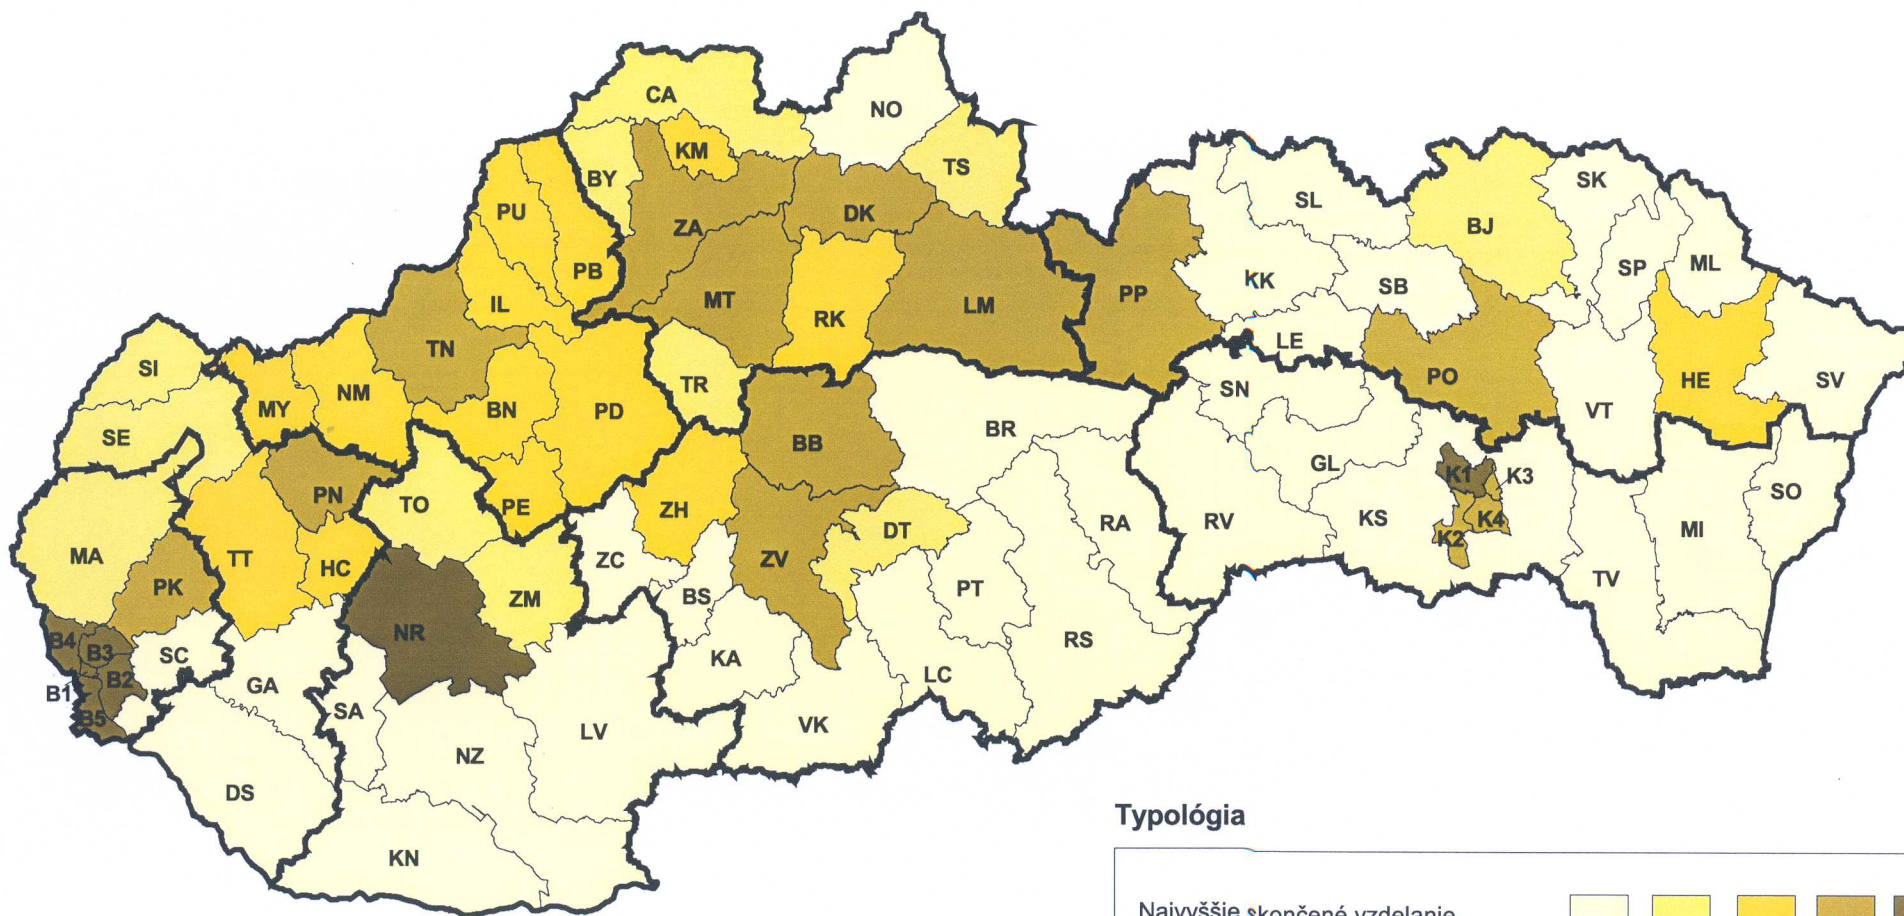 CA
NO
KM
TS
BY
SK
SL
PU
DK
BJ
ZA
SP
ML
PB
KK
SB
IL
MT
LM
PP
RK
LE
TN
SI
TR
PO
HE
SV
NM
SN
MY
BN
PD
VT
SE
BB
BR
GL
K1
K3
PN
SO
TO
PE
ZH
RA
RV
KS
K4
DT
MI
K2
MA
TT
HC
ZC
ZV
TV
PK
ZM
BS
PT
NR
B4
B3
SC
RS
KA
B2
LC
B1
GA
SA
B5
VK
LV
NZ
DS
KN
Typológia
Najvyššie skončené vzdelanie